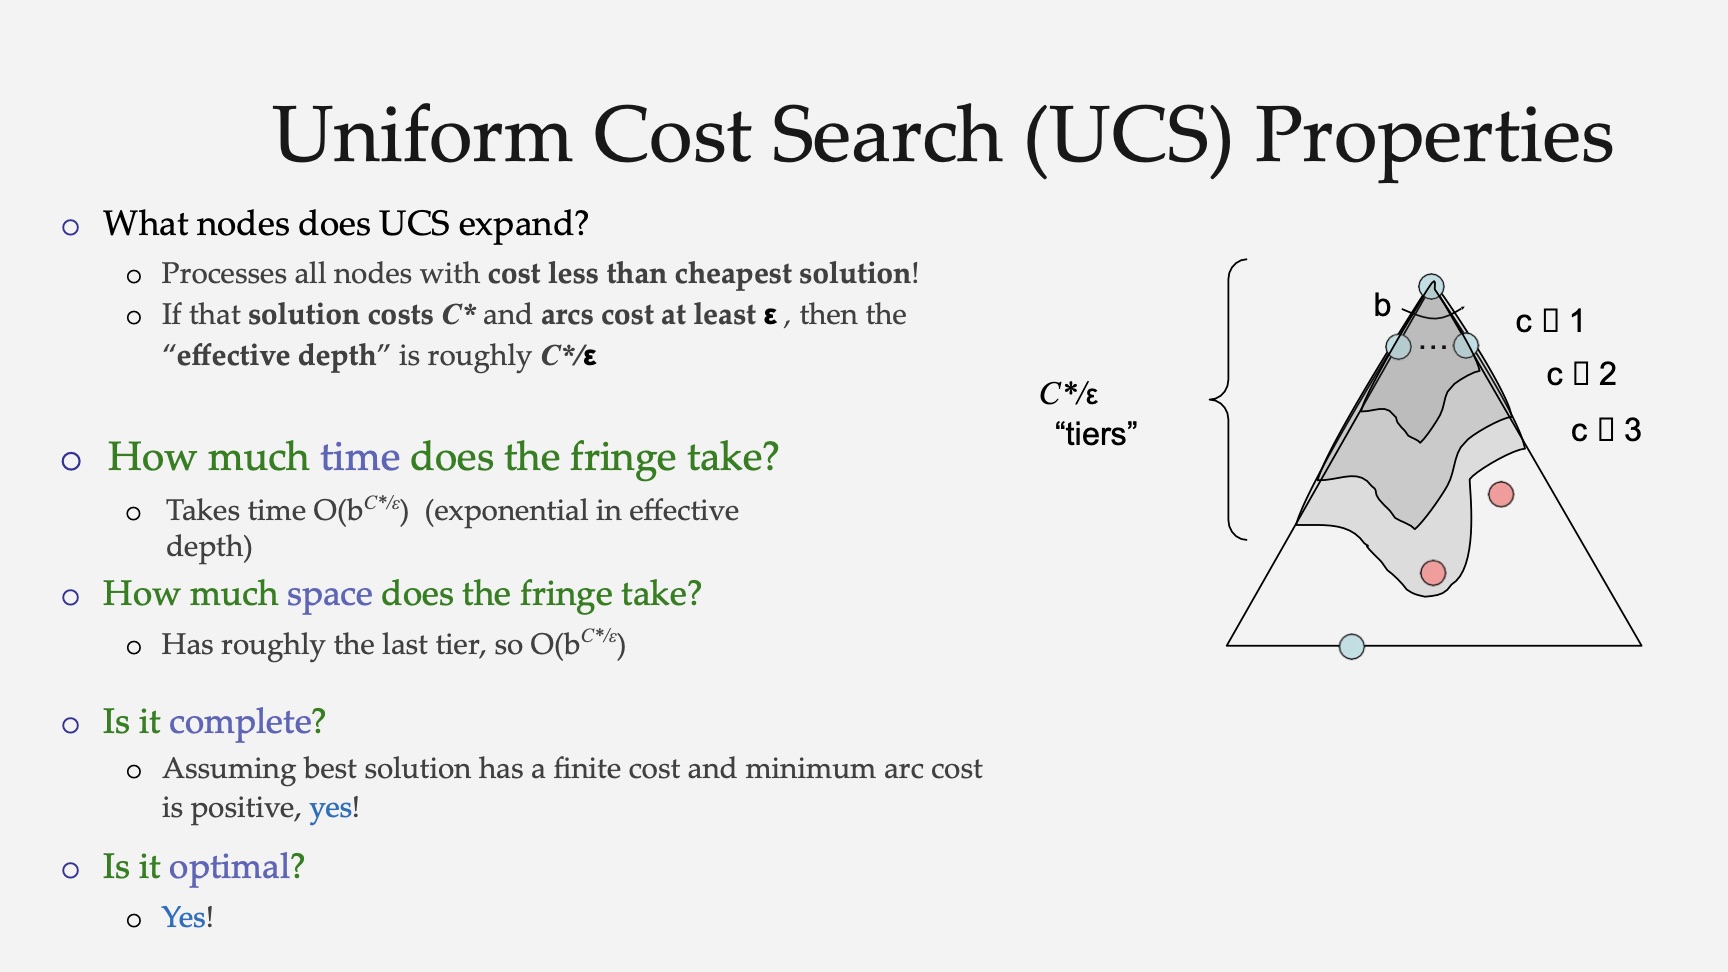 Uniform Cost Search (UCS) Properties
What nodes does UCS expand?
Processes all nodes with cost less than cheapest solution!
If that solution costs C* and arcs cost at least ε , then the
“effective depth” is roughly C*/ε
How much time does the fringe take?
Takes time O(b^C*/ε) (exponential in effective
depth)
How much space does the fringe take?
Has roughly the last tier, so O(b^C*/ε)
Is it complete?
Assuming best solution has a finite cost and minimum arc cost
is positive, yes!
Is it optimal?
Yes!
C*/ε
“tiers”
b
…
c ▯ 1
c ▯ 2
c ▯ 3